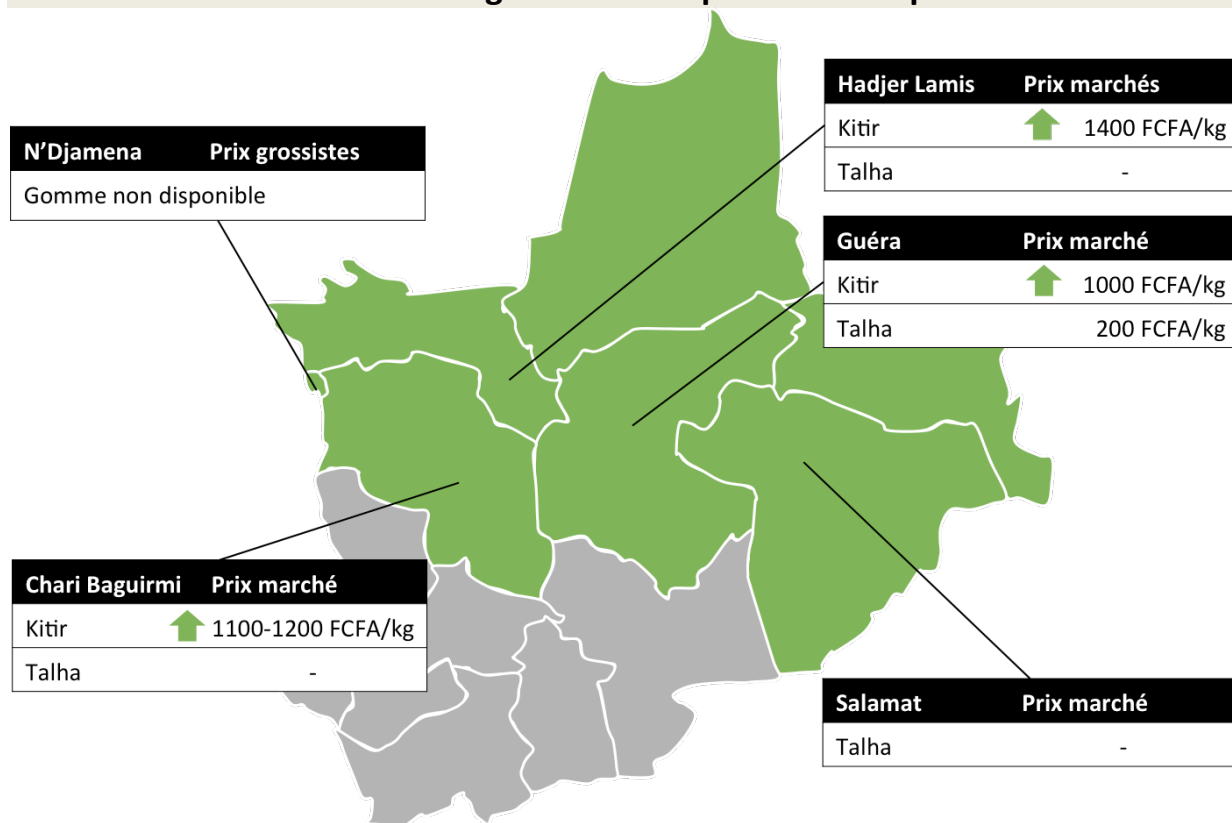 N'Djamena Prix grossistes
Gomme non disponible
Hadjer Lamis Prix marchés
Kitir 1400 FCFA/kg
Talha -
Guéra Prix marché
Kitir 1000 FCFA/kg
Talha 200 FCFA/kg
Chari Baguirmi Prix marché
Kitir 1100-1200 FCFA/kg
Talha -
Salamat Prix marché
Talha -